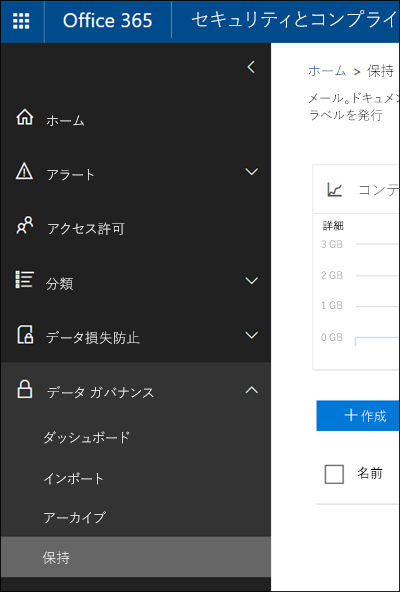 Office 365
セキュリティとコンプライ
ホーム
アラート
アクセス許可
分類
データ損失防止
データ ガバナンス
ダッシュボード
インポート
アーカイブ
保持
ホーム > 保持
メール。ドキュメン
ラベルを発行
コンテ
詳細
3 GB
2 GB
1 GB
0 GB
+ 作成
名前